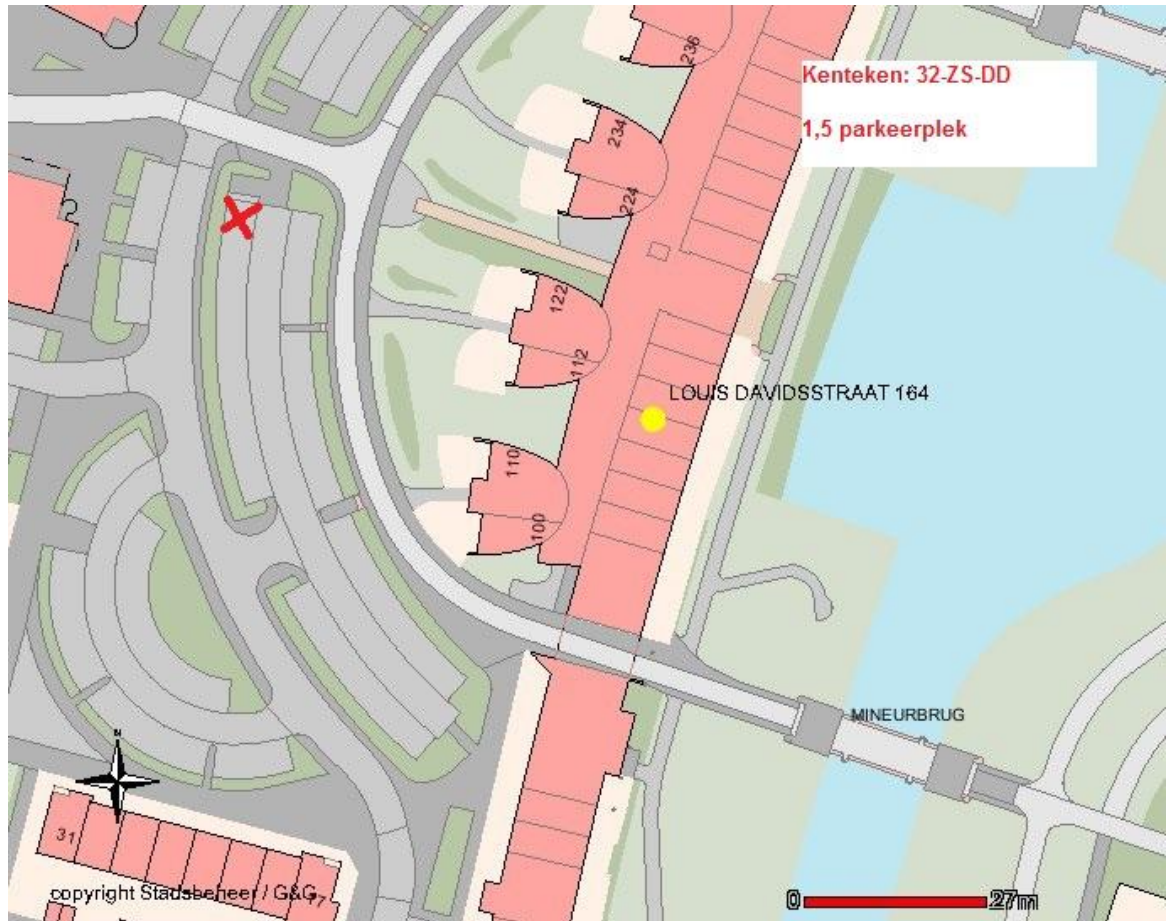 236
Kenteken: 32-ZS-DD
1,5 parkeerplek
234
224
122
112
LOUIS DAVIDSSTRAAT 164
110
100
MINEURBRUG
N
31
77
copyright Stadsbeheer / G&G
0 27m